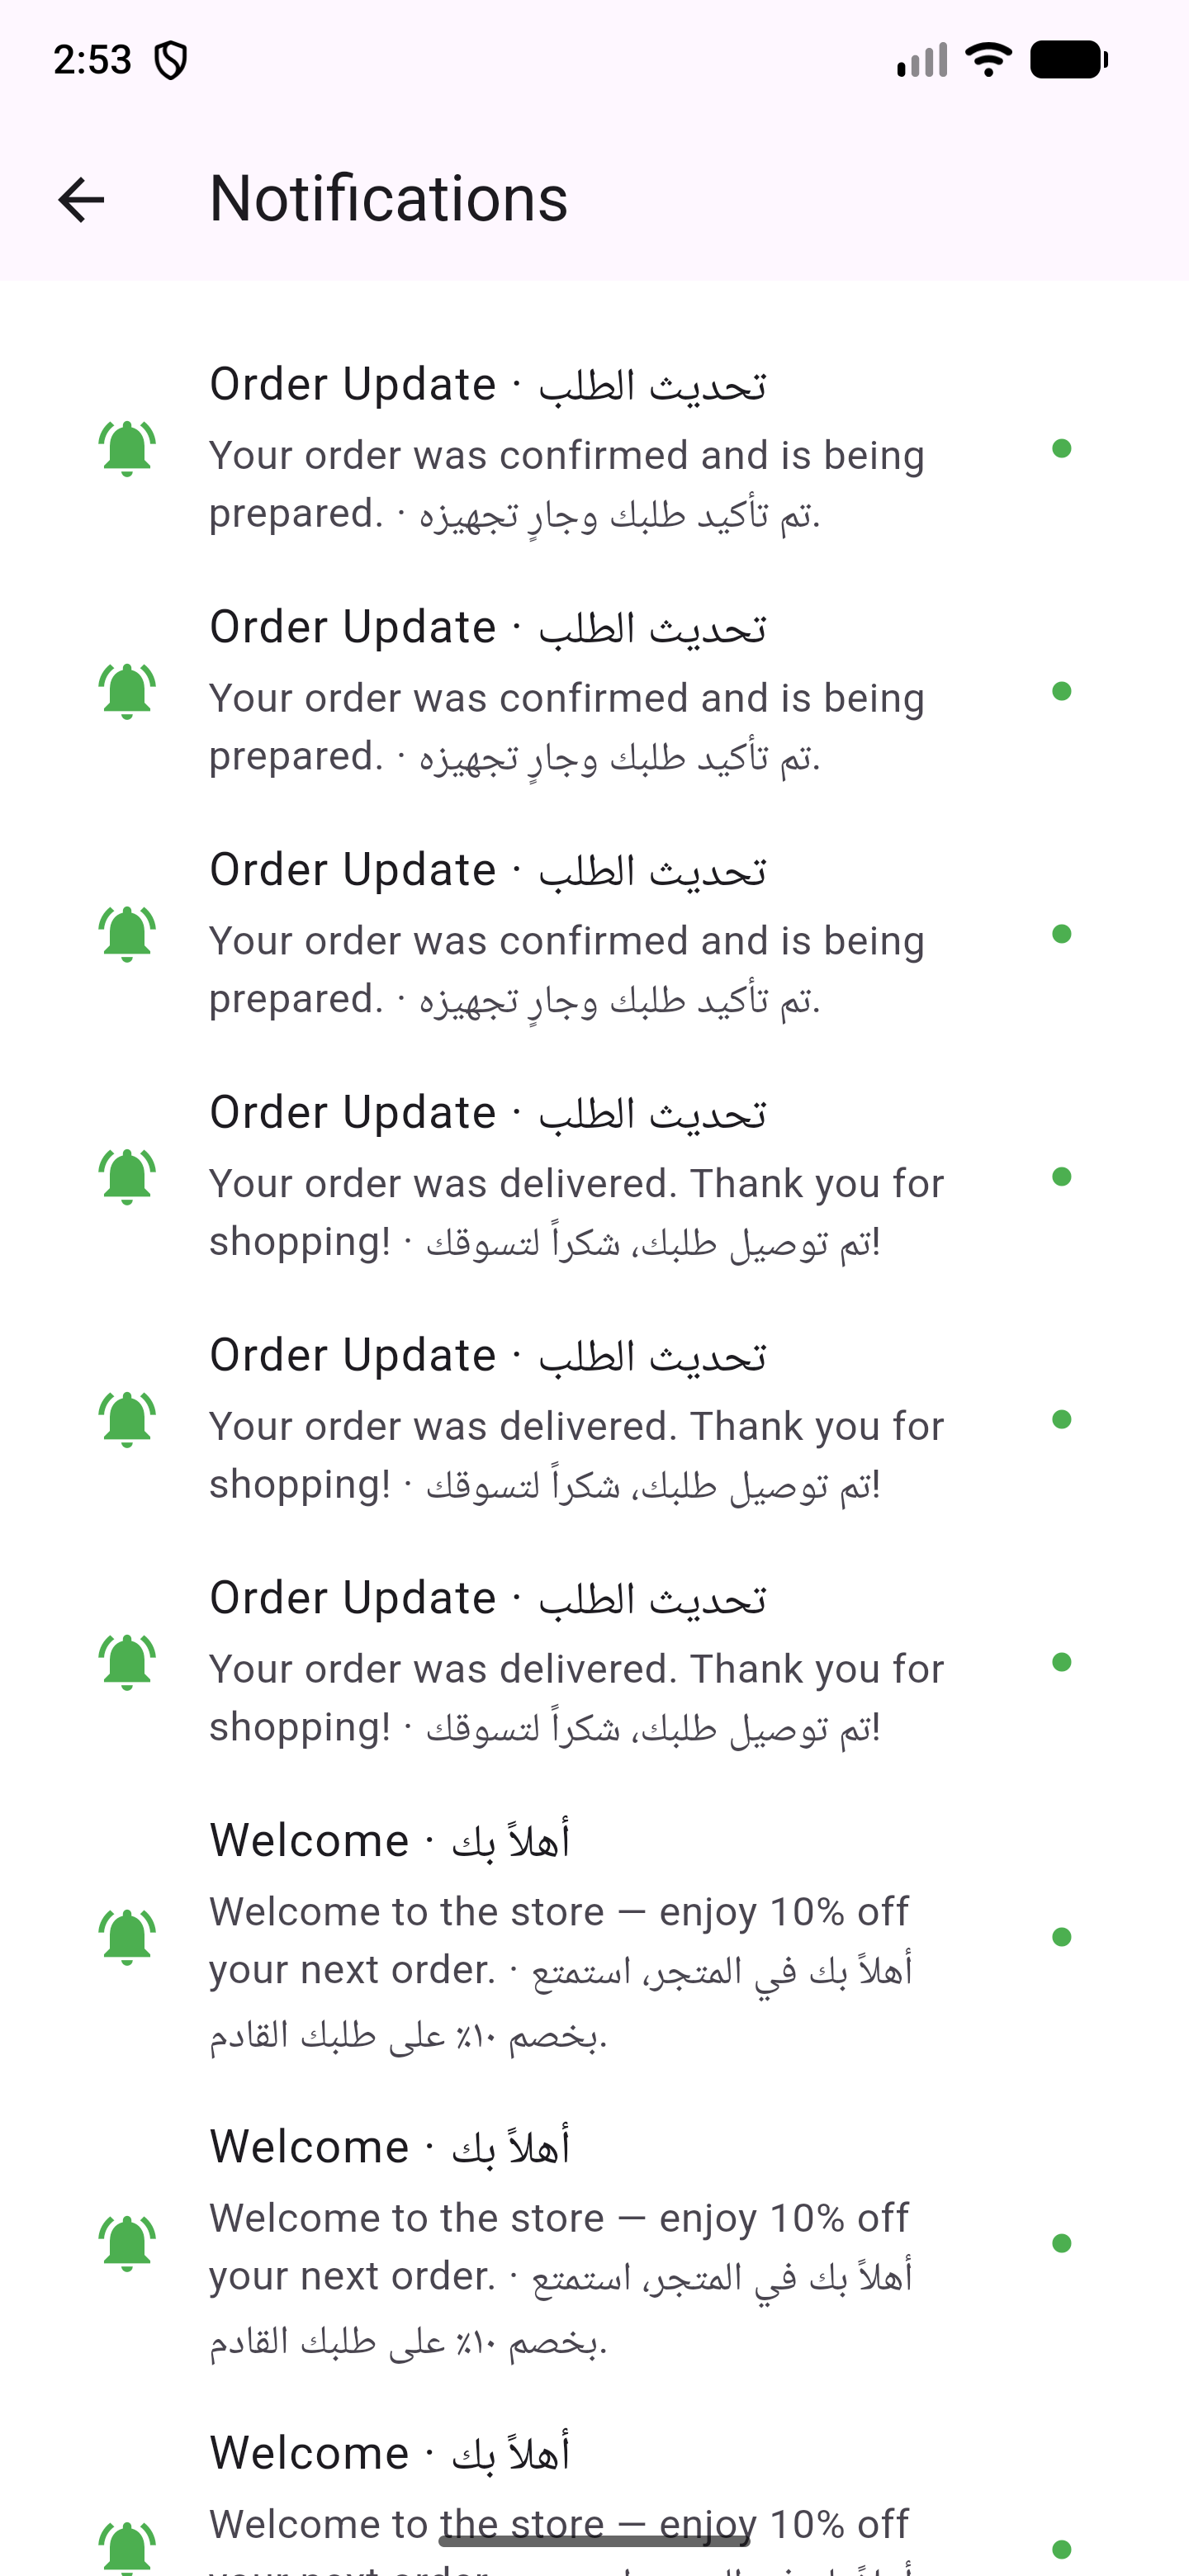 2:53
Notifications
Order Update · تحديث الطلب
Your order was confirmed and is being
prepared. · تم تأكيد طلبك وجارٍ تجهيزه.
Order Update · تحديث الطلب
Your order was confirmed and is being
prepared. · تم تأكيد طلبك وجارٍ تجهيزه.
Order Update · تحديث الطلب
Your order was confirmed and is being
prepared. · تم تأكيد طلبك وجارٍ تجهيزه.
Order Update · تحديث الطلب
Your order was delivered. Thank you for
shopping! · تم توصيل طلبك، شكراً لتسوقك!
Order Update · تحديث الطلب
Your order was delivered. Thank you for
shopping! · تم توصيل طلبك، شكراً لتسوقك!
Order Update · تحديث الطلب
Your order was delivered. Thank you for
shopping! · تم توصيل طلبك، شكراً لتسوقك!
Welcome · أهلاً بك
Welcome to the store — enjoy 10% off
your next order. · أهلاً بك في المتجر، استمتع
بخصم ١٠٪ على طلبك القادم.
Welcome · أهلاً بك
Welcome to the store — enjoy 10% off
your next order. · أهلاً بك في المتجر، استمتع
بخصم ١٠٪ على طلبك القادم.
Welcome · أهلاً بك
Welcome to the store — enjoy 10% off